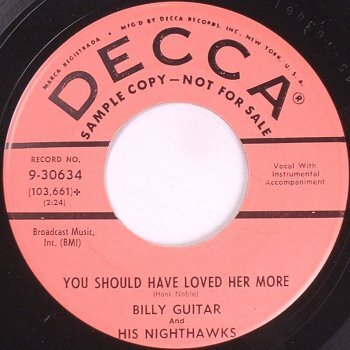 MARCA REGISTRADA • MF'G BY DECCA RECORDS, INC., NEW YORK, U. S. A.
DECCA®
SAMPLE COPY—NOT FOR SALE
RECORD NO.
9-30634
(103,661)+
(2:24)
Vocal With
Instrumental
Accompaniment
Broadcast Music,
Inc. (BMI)
YOU SHOULD HAVE LOVED HER MORE
(Hank Noble)
BILLY GUITAR
And
HIS NIGHTHAWKS